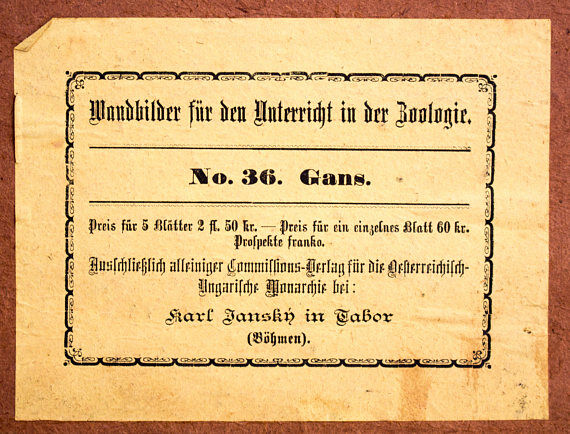 Wandbilder für den Unterricht in der Zoologie.
No. 36. Gans.
Preis für 5 Blätter 2 fl. 50 kr. — Preis für ein einzelnes Blatt 60 kr.
Prospekte franko.
Ausschließlich alleiniger Commissions-Verlag für die Oesterreichisch-
Ungarische Monarchie bei:
Karl Janský in Tabor
(Böhmen).